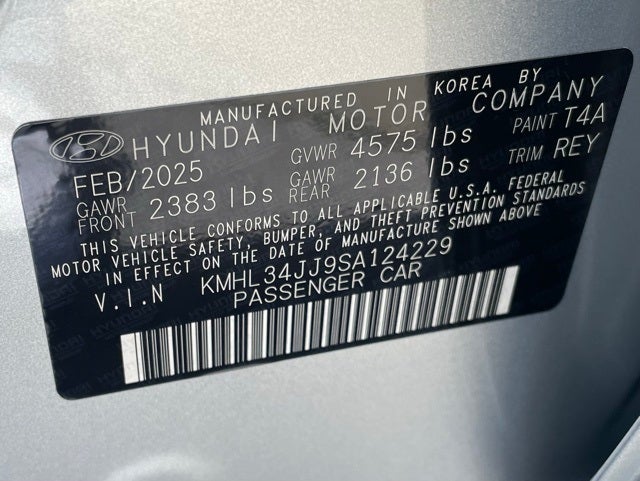 MANUFACTURED IN KOREA BY
HYUNDAI MOTOR COMPANY
FEB/2025 GVWR 4575 lbs PAINT T4A
GAWR FRONT 2383 lbs GAWR REAR 2136 lbs TRIM REY
THIS VEHICLE CONFORMS TO ALL APPLICABLE U.S.A. FEDERAL
MOTOR VEHICLE SAFETY, BUMPER, AND THEFT PREVENTION STANDARDS
IN EFFECT ON THE DATE OF MANUFACTURE SHOWN ABOVE
V.I.N KMHL34JJ9SA124229
PASSENGER CAR